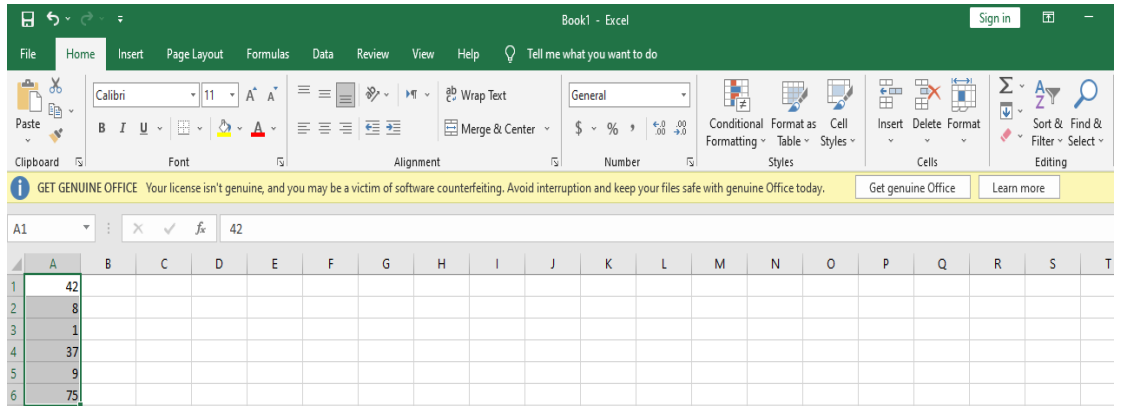 Book1 - Excel Sign in
File Home Insert Page Layout Formulas Data Review View Help Tell me what you want to do
Paste Calibri 11 A A ab Wrap Text General Conditional Format as Cell Insert Delete Format Sort & Find &
B I U A Merge & Center $ % , .00 .00 Formatting Table Styles Filter Select
Clipboard Font Alignment Number Styles Cells Editing
GET GENUINE OFFICE Your license isn't genuine, and you may be a victim of software counterfeiting. Avoid interruption and keep your files safe with genuine Office today. Get genuine Office Learn more
A1 fx 42
A B C D E F G H I J K L M N O P Q R S T
1 42
2 8
3 1
4 37
5 9
6 75